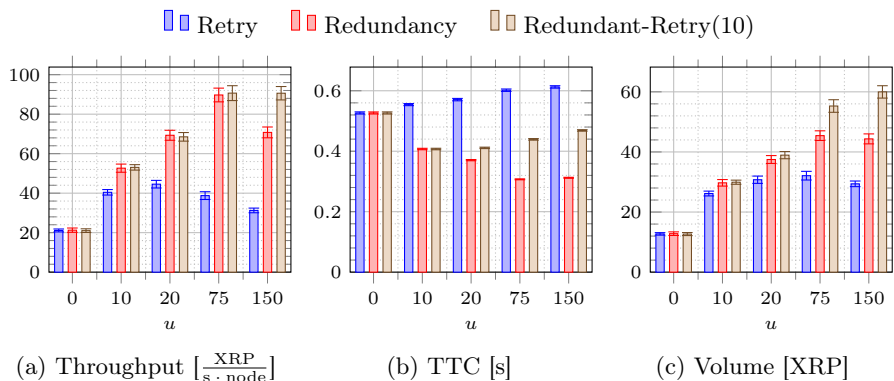 Retry Redundancy Redundant-Retry(10)
100
80
60
40
20
0
0 10 20 75 150
u
(a) Throughput [XRP / s · node]
0.6
0.4
0.2
0
0 10 20 75 150
u
(b) TTC [s]
60
40
20
0
0 10 20 75 150
u
(c) Volume [XRP]